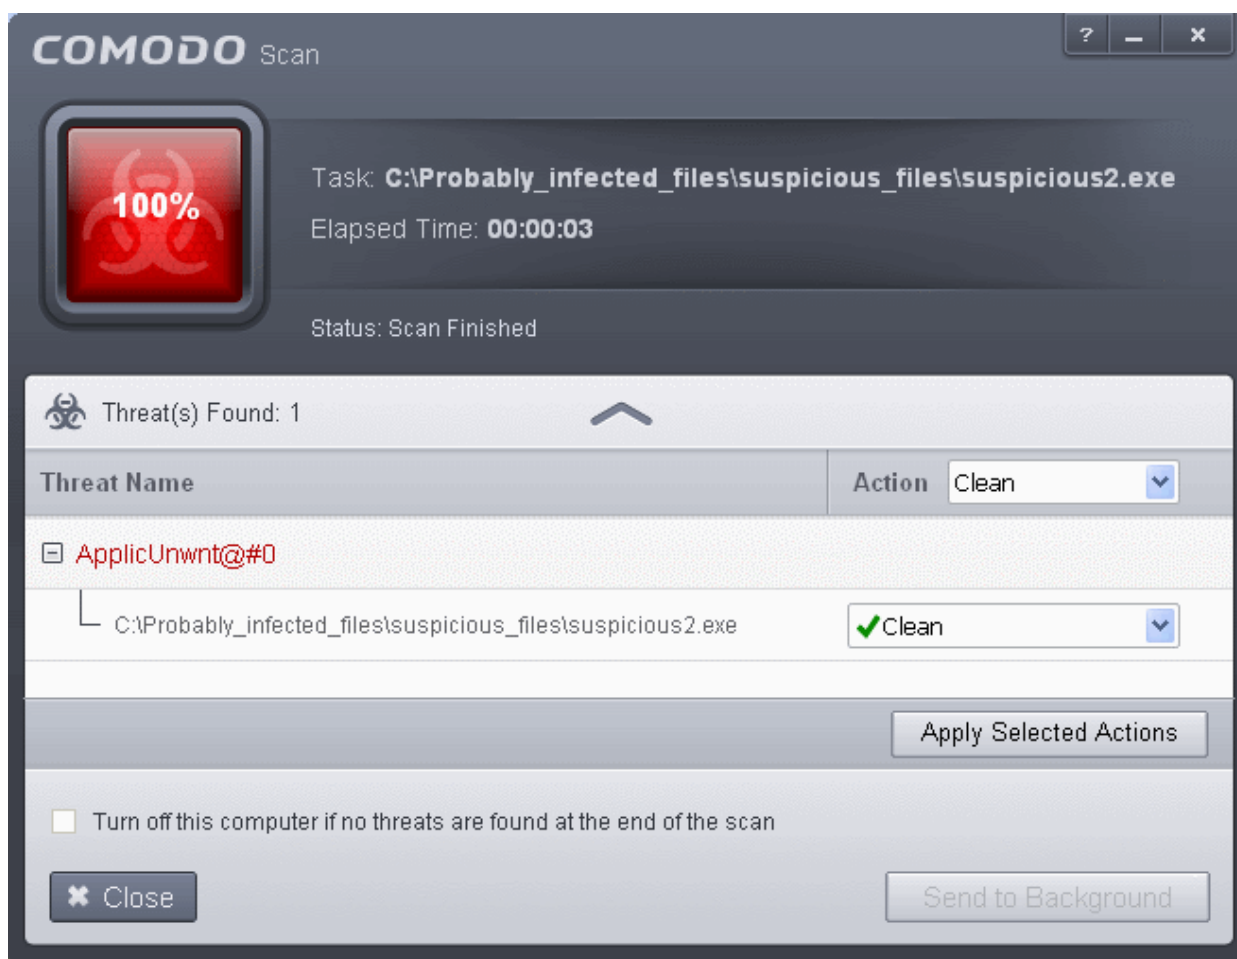 COMODO Scan
? – ×
100%
Task: C:\Probably_infected_files\suspicious_files\suspicious2.exe
Elapsed Time: 00:00:03
Status: Scan Finished
Threat(s) Found: 1
Threat Name Action Clean
ApplicUnwnt@#0
C:\Probably_infected_files\suspicious_files\suspicious2.exe Clean
Apply Selected Actions
Turn off this computer if no threats are found at the end of the scan
Close Send to Background